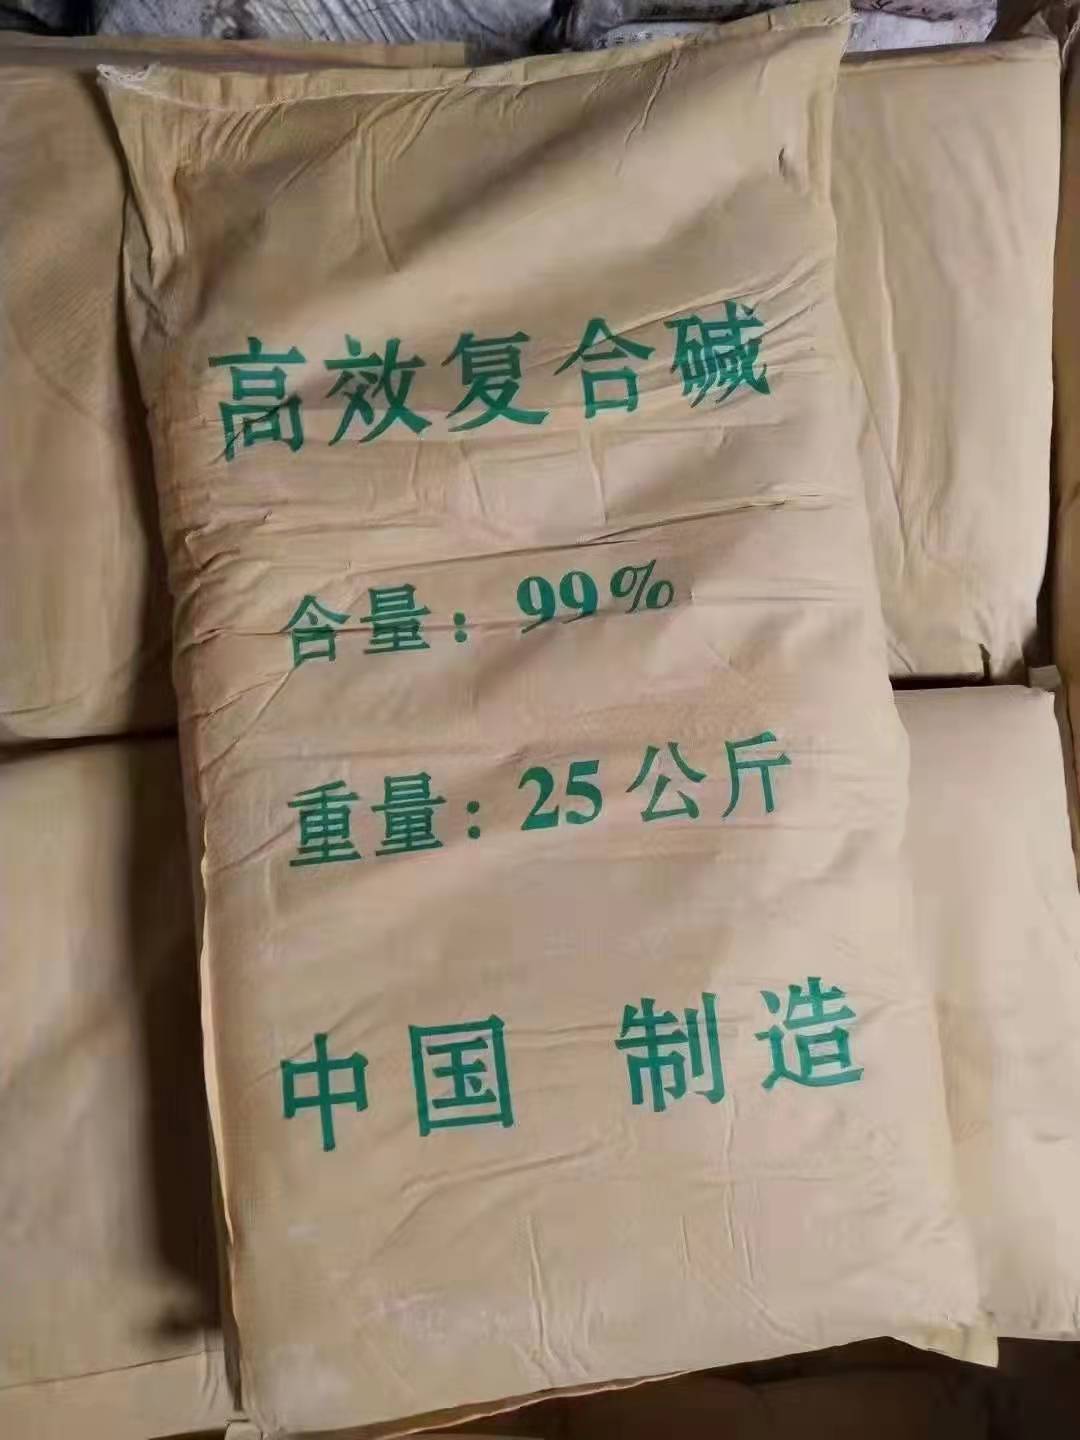 高效复合碱
含量：99%
重量：25公斤
中国 制造